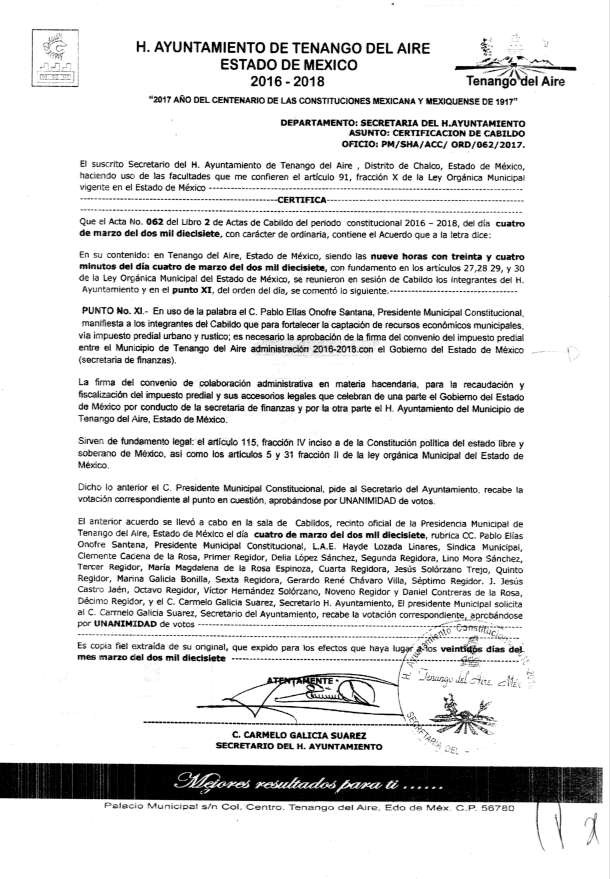 H. AYUNTAMIENTO DE TENANGO DEL AIRE
ESTADO DE MEXICO
2016 - 2018
Tenango del Aire
"2017 AÑO DEL CENTENARIO DE LAS CONSTITUCIONES MEXICANA Y MEXIQUENSE DE 1917"
DEPARTAMENTO: SECRETARIA DEL H.AYUNTAMIENTO
ASUNTO: CERTIFICACION DE CABILDO
OFICIO: PM/SHA/ACC/ ORD/062/2017.
El suscrito Secretario del H. Ayuntamiento de Tenango del Aire , Distrito de Chalco, Estado de México,
haciendo uso de las facultades que me confieren el artículo 91, fracción X de la Ley Orgánica Municipal
vigente en el Estado de México ------------------------------------------------------------
------------------------------------------CERTIFICA------------------------------------------
Que el Acta No. 062 del Libro 2 de Actas de Cabildo del periodo constitucional 2016 – 2018, del día cuatro
de marzo del dos mil diecisiete, con carácter de ordinaria, contiene el Acuerdo que a la letra dice:
En su contenido: en Tenango del Aire, Estado de México, siendo las nueve horas con treinta y cuatro
minutos del día cuatro de marzo del dos mil diecisiete, con fundamento en los artículos 27,28 29, y 30
de la Ley Orgánica Municipal del Estado de México, se reunieron en sesión de Cabildo los integrantes del H.
Ayuntamiento y en el punto XI, del orden del día, se comentó lo siguiente.--------------------------
PUNTO No. XI.- En uso de la palabra el C. Pablo Elías Onofre Santana, Presidente Municipal Constitucional,
manifiesta a los integrantes del Cabildo que para fortalecer la captación de recursos económicos municipales,
vía impuesto predial urbano y rustico; es necesario la aprobación de la firma del convenio del impuesto predial
entre el Municipio de Tenango del Aire administración 2016-2018.con el Gobierno del Estado de México
(secretaria de finanzas).
La firma del convenio de colaboración administrativa en materia hacendaria, para la recaudación y
fiscalización del impuesto predial y sus accesorios legales que celebran de una parte el Gobierno del Estado
de México por conducto de la secretaria de finanzas y por la otra parte el H. Ayuntamiento del Municipio de
Tenango del Aire, Estado de México.
Sirven de fundamento legal: el artículo 115, fracción IV inciso a de la Constitución política del estado libre y
soberano de México, así como los artículos 5 y 31 fracción II de la ley orgánica Municipal del Estado de
México.
Dicho lo anterior el C. Presidente Municipal Constitucional, pide al Secretario del Ayuntamiento, recabe la
votación correspondiente al punto en cuestión, aprobándose por UNANIMIDAD de votos.
El anterior acuerdo se llevó a cabo en la sala de Cabildos, recinto oficial de la Presidencia Municipal de
Tenango del Aire, Estado de México el día cuatro de marzo del dos mil diecisiete, rubrica CC. Pablo Elías
Onofre Santana, Presidente Municipal Constitucional, L.A.E. Hayde Lozada Linares, Síndica Municipal,
Clemente Cadena de la Rosa, Primer Regidor, Delia López Sánchez, Segunda Regidora, Lino Mora Sánchez,
Tercer Regidor, María Magdalena de la Rosa Espinoza, Cuarta Regidora, Jesús Solórzano Trejo, Quinto
Regidor, Marina Galicia Bonilla, Sexta Regidora, Gerardo René Chávaro Villa, Séptimo Regidor. J. Jesús
Castro Jaén, Octavo Regidor, Víctor Hernández Solórzano, Noveno Regidor y Daniel Contreras de la Rosa,
Décimo Regidor, y el C. Carmelo Galicia Suarez, Secretario H. Ayuntamiento, El presidente Municipal solicita
al C. Carmelo Galicia Suarez, Secretario del Ayuntamiento, recabe la votación correspondiente, aprobándose
por UNANIMIDAD de votos ------------------------------------------------------------
Es copia fiel extraída de su original, que expido para los efectos que haya lugar a los veintidós días del
mes marzo del dos mil diecisiete ------------------------------------------------------------
H. Ayuntamiento Constitucion
Tenango del Aire Méx
SECRETARIA DEL
ATENTAMENTE
C. CARMELO GALICIA SUAREZ
SECRETARIO DEL H. AYUNTAMIENTO
Mejores resultados para ti ......
Palacio Municipal s/n Col. Centro. Tenango del Aire, Edo de Méx. C.P. 56780